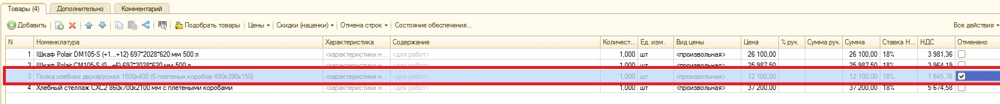 Товары (4) Дополнительно Комментарий
Добавить Подобрать товары Цены Скидки (наценки) Отмена строк Состояние обеспечения... Все действия
N Номенклатура Характеристика Содержание Количест... Ед. изм. Вид цены Цена % руч. Сумма руч. Сумма Ставка Н... НДС Отменено
1 IШкаф Polair DM105-S (+1...+12) 697*2028*620 мм 500 л <характеристики н... <для работ> 1,000 шт <произвольная> 26 100,00 26 100,00 18% 3 981,36
2 IШкаф Polair CM105-S (0...+6) 697*2028*620 мм 500 л <характеристики н... <для работ> 1,000 шт <произвольная> 25 987,50 25 987,50 18% 3 964,19
3 Полка хлебная двухярусная 1500х400 (6 плетеных коробов 490х390х150) <характеристики н... <для работ> 1,000 шт <произвольная> 12 100,00 12 100,00 18% 1 845,76
4 Хлебный стеллаж СХС2 860х700х2100 мм с плетеными коробами <характеристики н... <для работ> 1,000 шт <произвольная> 37 200,00 37 200,00 18% 5 674,58